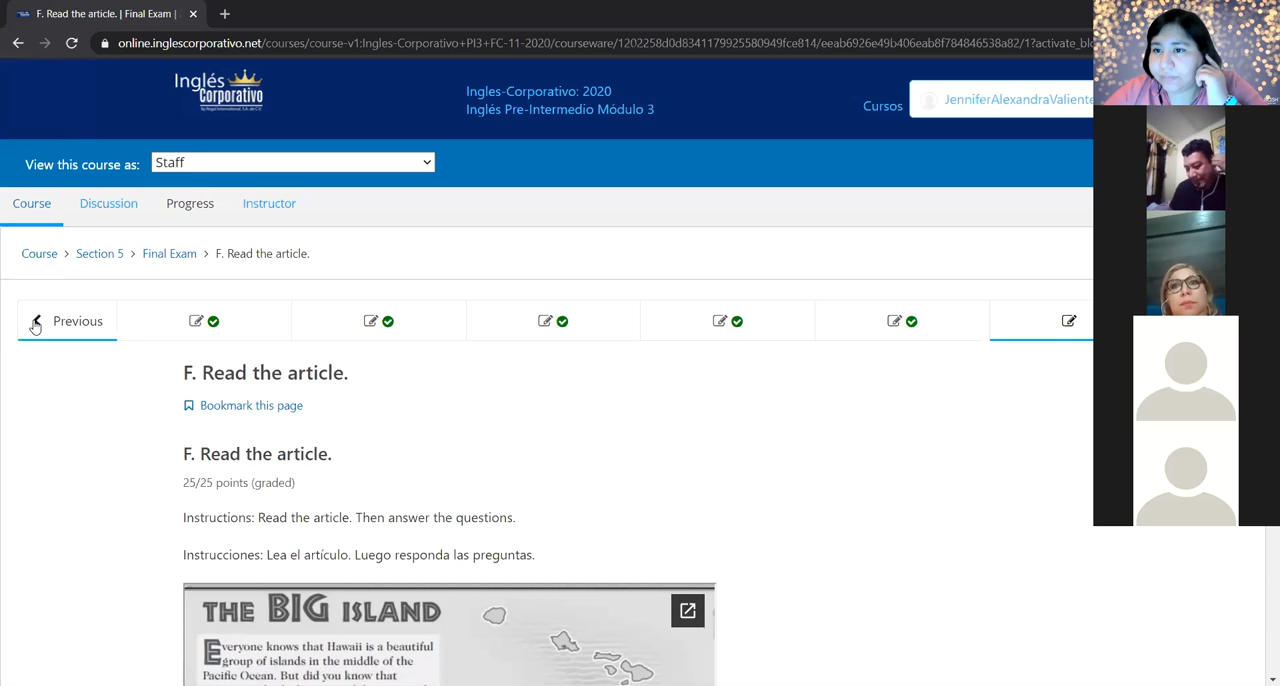 F. Read the article. | Final Exam |
online.inglescorporativo.net/courses/course-v1:Ingles-Corporativo+PI3+FC-11-2020/courseware/1202258d0d8341179925580949fce814/eeab6926e49b406eab8f784846538a82/1?activate_blo
Inglés
Corporativo
Ingles-Corporativo: 2020
Inglés Pre-Intermedio Módulo 3
Cursos
JenniferAlexandraValiente
View this course as:
Staff
Course
Discussion
Progress
Instructor
Course > Section 5 > Final Exam > F. Read the article.
Previous
F. Read the article.
Bookmark this page
F. Read the article.
25/25 points (graded)
Instructions: Read the article. Then answer the questions.
Instrucciones: Lea el artículo. Luego responda las preguntas.
THE BIG ISLAND
Everyone knows that Hawaii is a beautiful
group of islands in the middle of the
Pacific Ocean. But did you know that